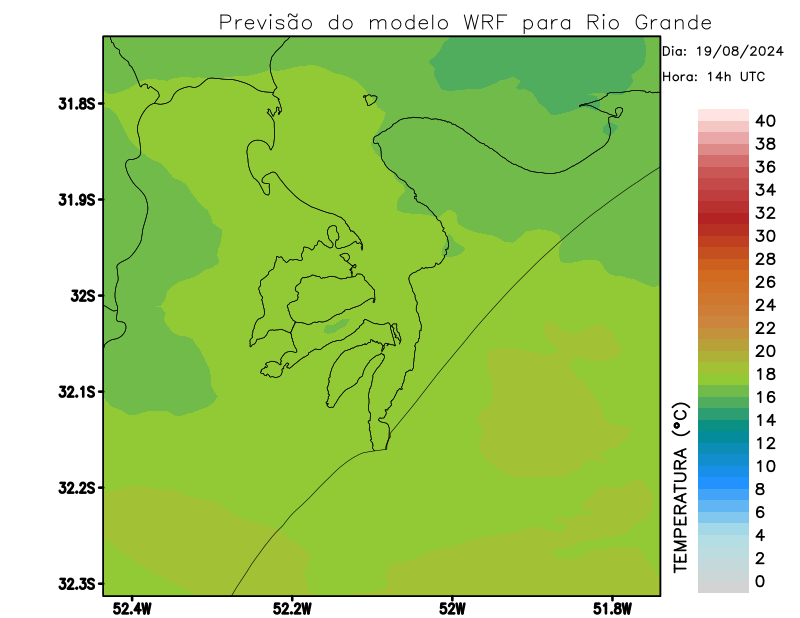 Previsão do modelo WRF para Rio Grande
Dia: 19/08/2024
Hora: 14h UTC
31.8S
31.9S
32S
32.1S
32.2S
32.3S
52.4W
52.2W
52W
51.8W
TEMPERATURA (°C)
40
38
36
34
32
30
28
26
24
22
20
18
16
14
12
10
8
6
4
2
0